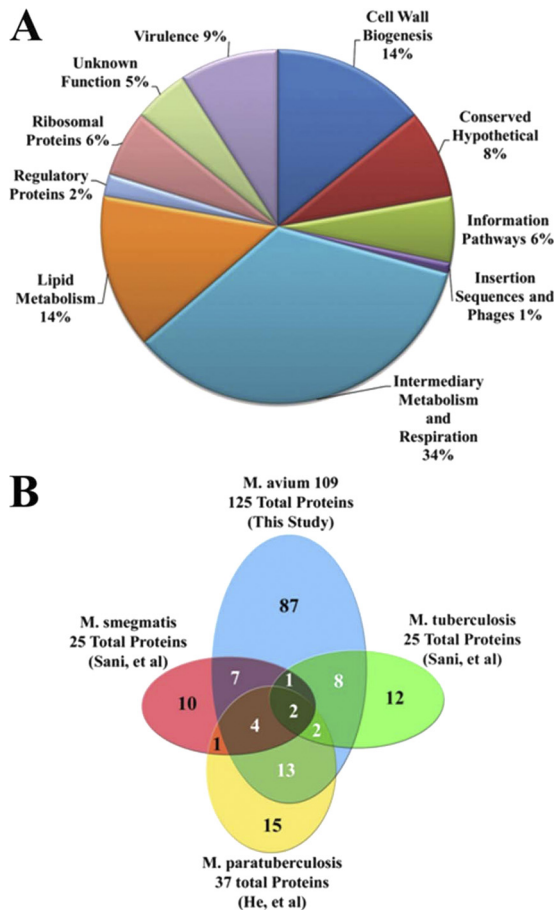 A
Cell Wall
Biogenesis
14%
Virulence 9%
Unknown
Function 5%
Ribosomal
Proteins 6%
Regulatory
Proteins 2%
Lipid
Metabolism
14%
Conserved
Hypothetical
8%
Information
Pathways 6%
Insertion
Sequences and
Phages 1%
Intermediary
Metabolism
and
Respiration
34%
B
M. avium 109
125 Total Proteins
(This Study)
M. smegmatis
25 Total Proteins
(Sani, et al)
M. tuberculosis
25 Total Proteins
(Sani, et al)
87
7
1
8
10
2
12
4
2
1
13
15
M. paratuberculosis
37 total Proteins
(He, et al)